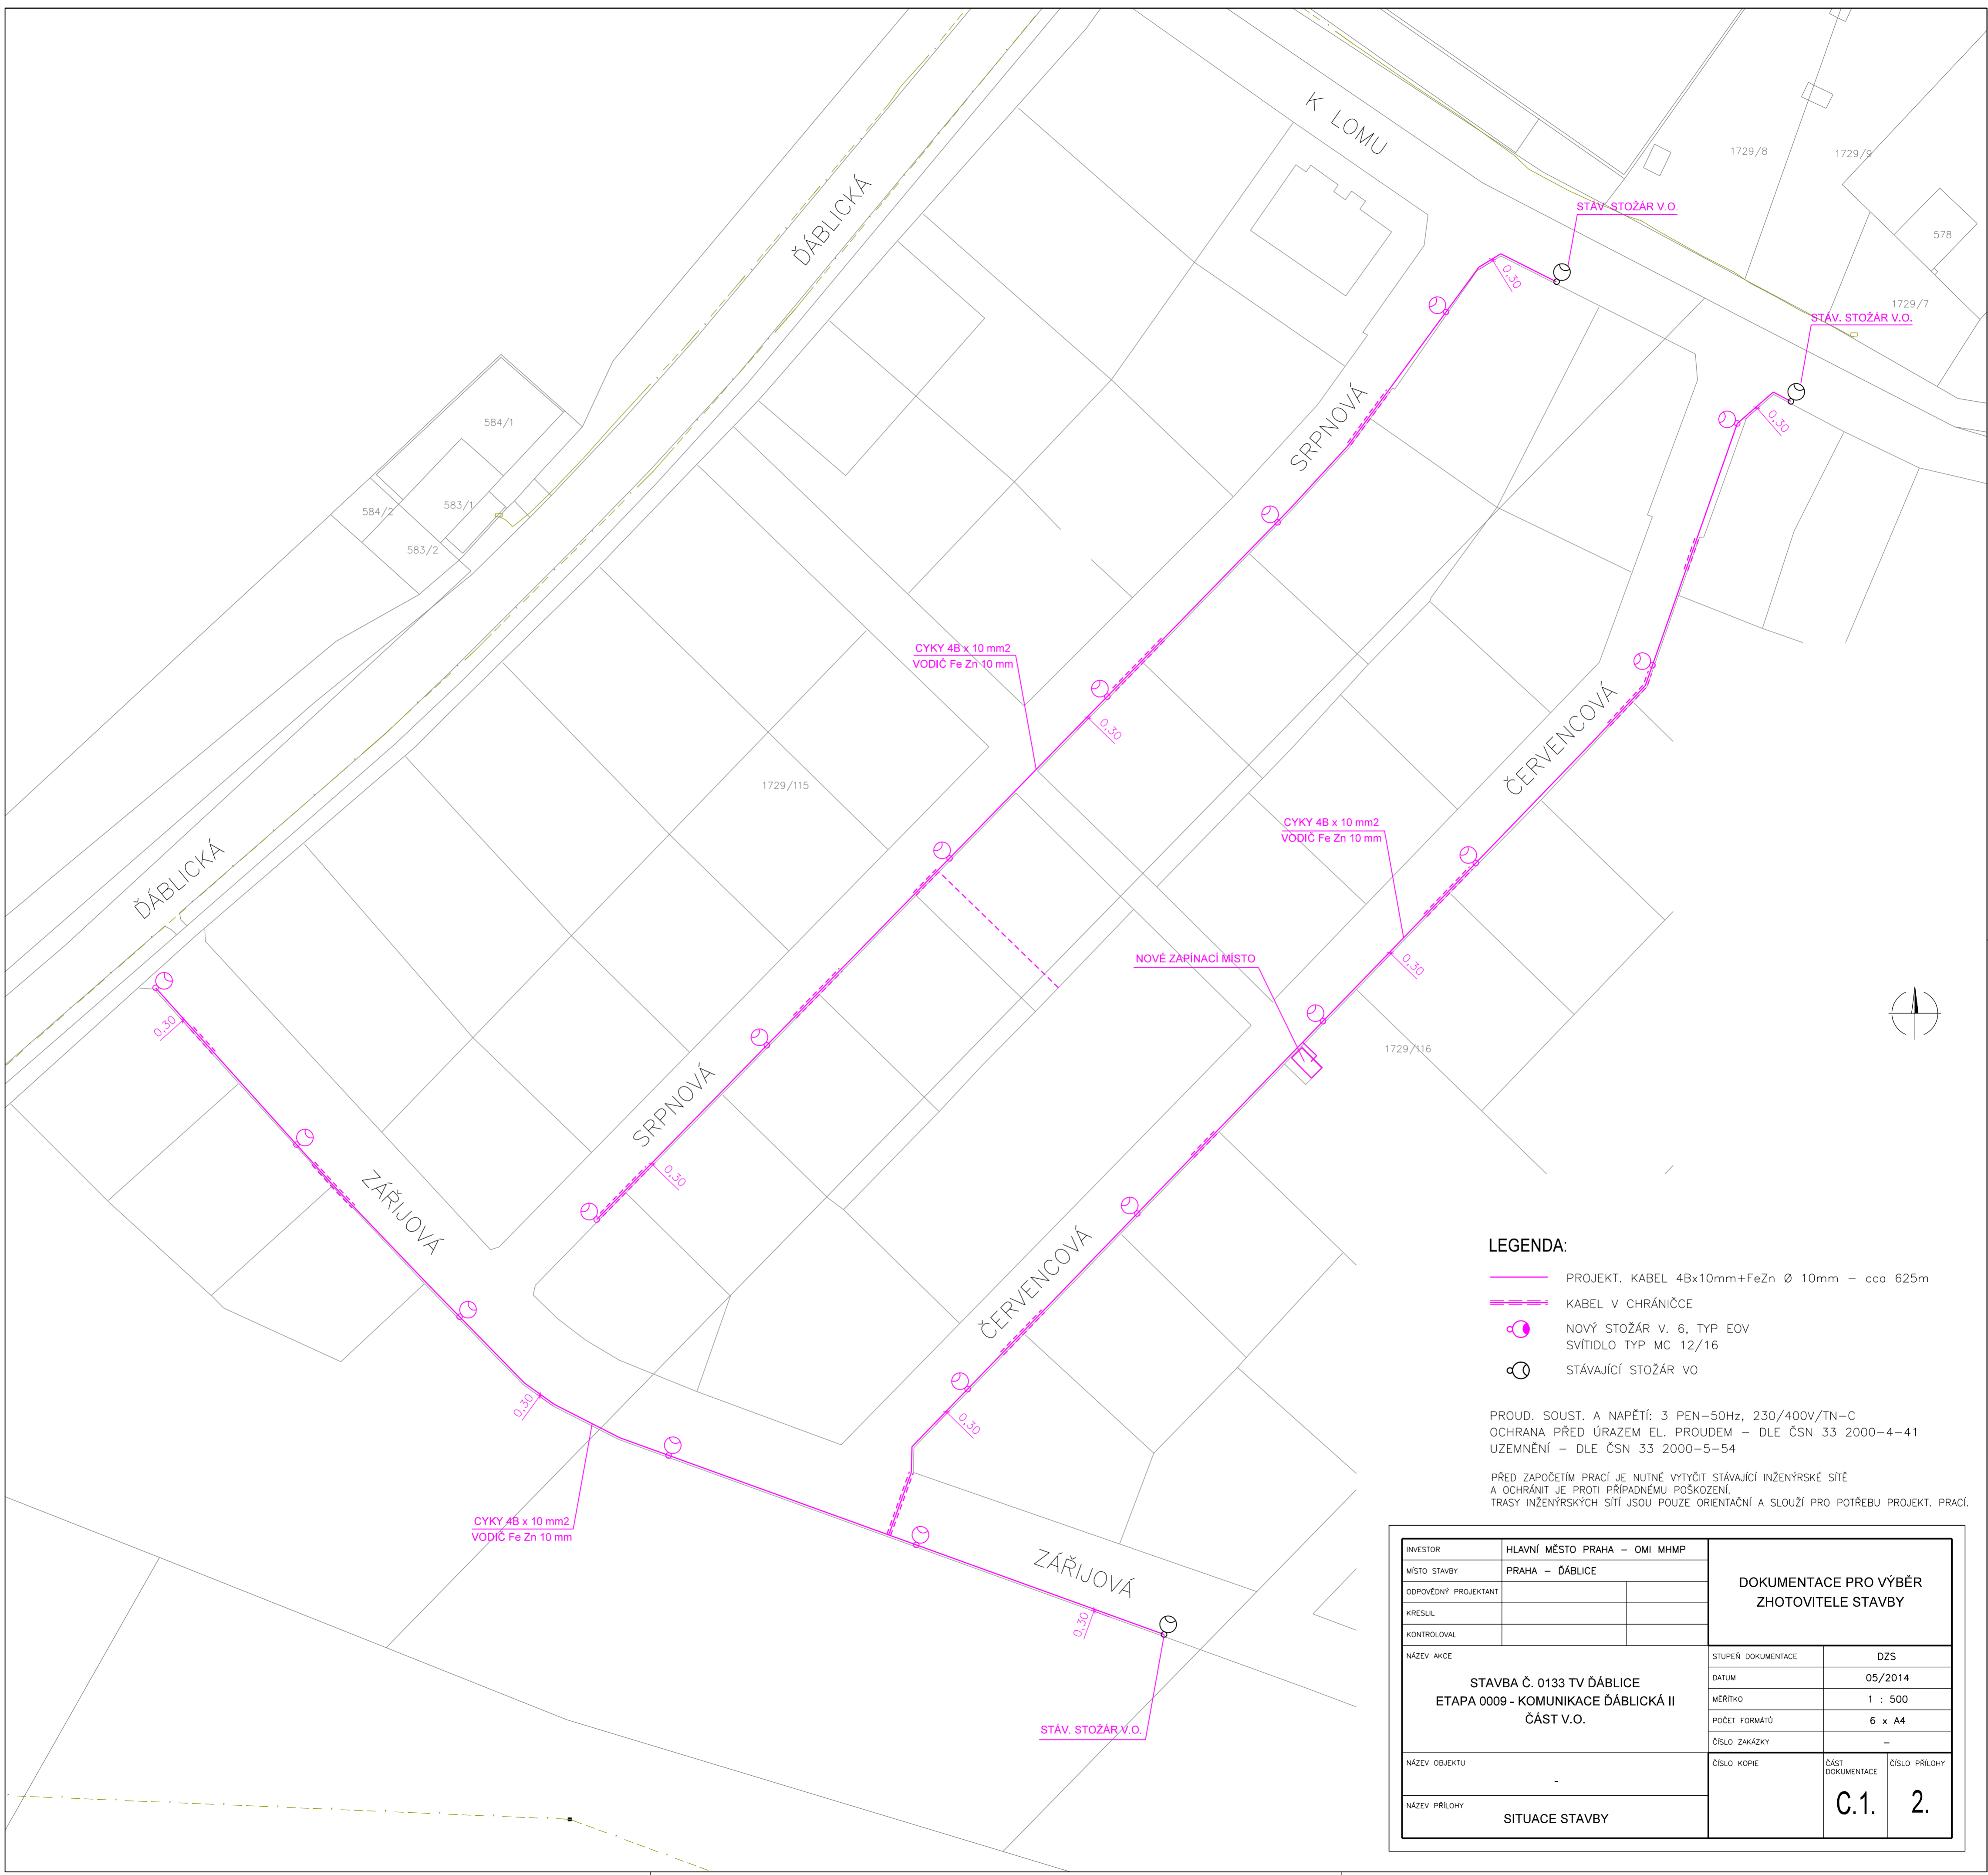 K LOMU
ĎÁBLICKÁ
1729/8
1729/9
STÁV. STOŽÁR V.O.
578
0,30
1729/7
STÁV. STOŽÁR V.O.
0,30
584/1
SRPNOVÁ
584/2
583/1
583/2
CYKY 4B x 10 mm2
VODIČ Fe Zn 10 mm
0,30
ČERVENCOVÁ
1729/115
CYKY 4B x 10 mm2
VODIČ Fe Zn 10 mm
ĎÁBLICKÁ
NOVÉ ZAPÍNACÍ MÍSTO
0,30
0,30
1729/116
SRPNOVÁ
0,30
ZÁŘIJOVÁ
ČERVENCOVÁ
0,30
0,30
CYKY 4B x 10 mm2
VODIČ Fe Zn 10 mm
ZÁŘIJOVÁ
0,30
STÁV. STOŽÁR V.O.
LEGENDA:
PROJEKT. KABEL 4Bx10mm+FeZn Ø 10mm – cca 625m
KABEL V CHRÁNIČCE
NOVÝ STOŽÁR V. 6, TYP EOV
SVÍTIDLO TYP MC 12/16
STÁVAJÍCÍ STOŽÁR VO
PROUD. SOUST. A NAPĚTÍ: 3 PEN–50Hz, 230/400V/TN–C
OCHRANA PŘED ÚRAZEM EL. PROUDEM – DLE ČSN 33 2000–4–41
UZEMNĚNÍ – DLE ČSN 33 2000–5–54
PŘED ZAPOČETÍM PRACÍ JE NUTNÉ VYTYČIT STÁVAJÍCÍ INŽENÝRSKÉ SÍTĚ
A OCHRÁNIT JE PROTI PŘÍPADNÉMU POŠKOZENÍ.
TRASY INŽENÝRSKÝCH SÍTÍ JSOU POUZE ORIENTAČNÍ A SLOUŽÍ PRO POTŘEBU PROJEKT. PRACÍ.
INVESTOR HLAVNÍ MĚSTO PRAHA – OMI MHMP
MÍSTO STAVBY PRAHA – ĎÁBLICE
ODPOVĚDNÝ PROJEKTANT
KRESLIL
KONTROLOVAL
DOKUMENTACE PRO VÝBĚR
ZHOTOVITELE STAVBY
NÁZEV AKCE
STAVBA Č. 0133 TV ĎÁBLICE
ETAPA 0009 - KOMUNIKACE ĎÁBLICKÁ II
ČÁST V.O.
STUPEŇ DOKUMENTACE DZS
DATUM 05/2014
MĚŘÍTKO 1 : 500
POČET FORMÁTŮ 6 x A4
ČÍSLO ZAKÁZKY –
NÁZEV OBJEKTU
-
NÁZEV PŘÍLOHY
SITUACE STAVBY
ČÍSLO KOPIE
ČÁST
DOKUMENTACE
C.1.
ČÍSLO PŘÍLOHY
2.